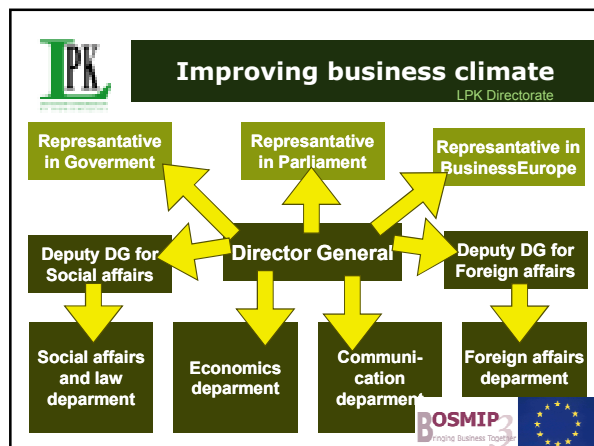 LPK
Improving business climate
LPK Directorate
Represantative
in Goverment
Represantative
in Parliament
Represantative in
BusinessEurope
Deputy DG for
Social affairs
Director General
Deputy DG for
Foreign affairs
Social affairs
and law
deparment
Economics
deparment
Communi-
cation
deparment
Foreign affairs
deparment
BOSMIP3
Bringing Business Together